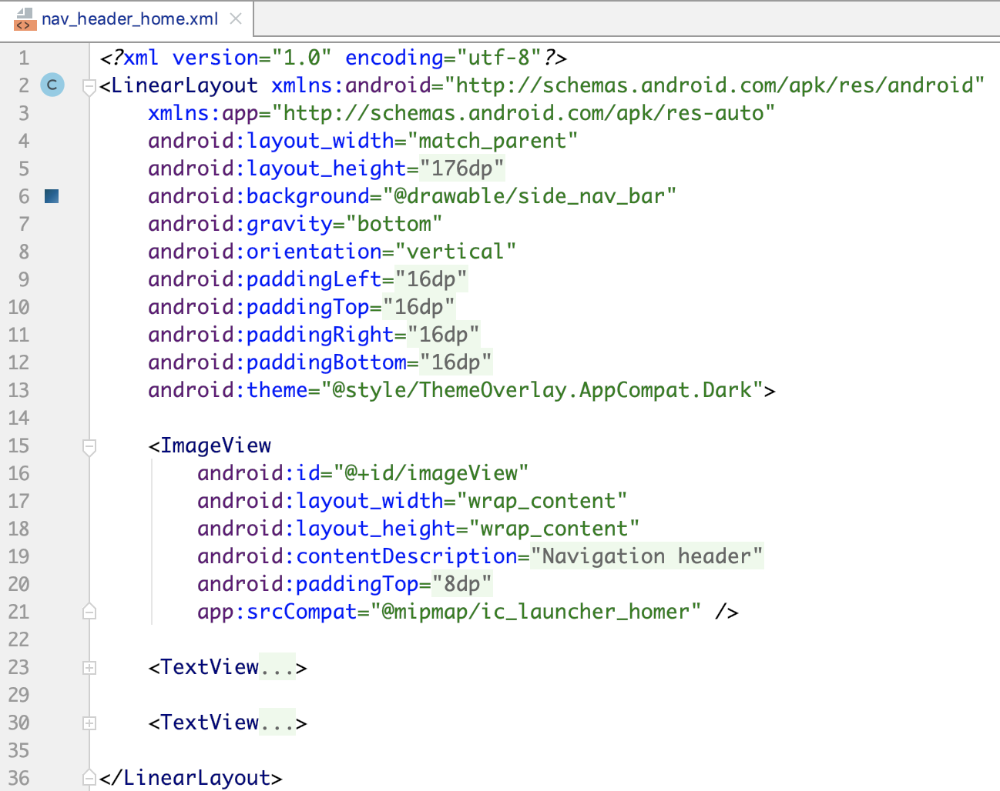 nav_header_home.xml
1 <?xml version="1.0" encoding="utf-8"?>
2 C <LinearLayout xmlns:android="http://schemas.android.com/apk/res/android"
3 xmlns:app="http://schemas.android.com/apk/res-auto"
4 android:layout_width="match_parent"
5 android:layout_height="176dp"
6 android:background="@drawable/side_nav_bar"
7 android:gravity="bottom"
8 android:orientation="vertical"
9 android:paddingLeft="16dp"
10 android:paddingTop="16dp"
11 android:paddingRight="16dp"
12 android:paddingBottom="16dp"
13 android:theme="@style/ThemeOverlay.AppCompat.Dark">
14
15 <ImageView
16 android:id="@+id/imageView"
17 android:layout_width="wrap_content"
18 android:layout_height="wrap_content"
19 android:contentDescription="Navigation header"
20 android:paddingTop="8dp"
21 app:srcCompat="@mipmap/ic_launcher_homer" />
22
23 <TextView...>
29
30 <TextView...>
35
36 </LinearLayout>